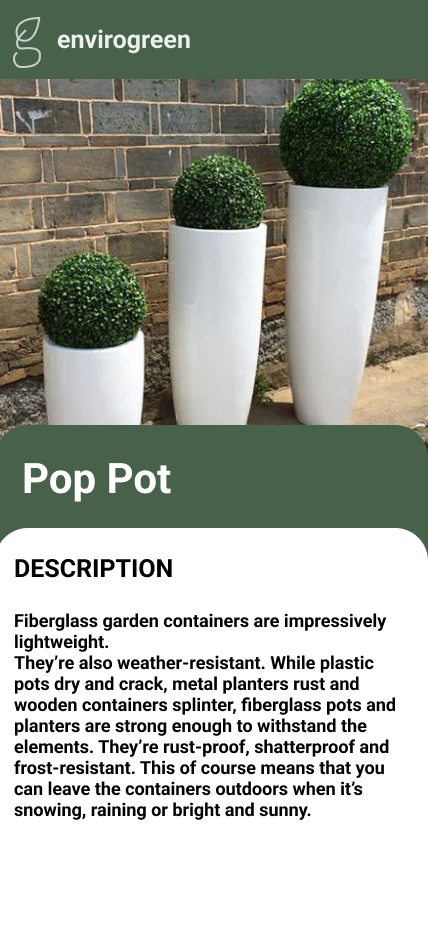 envirogreen
Pop Pot
DESCRIPTION
Fiberglass garden containers are impressively
lightweight.
They’re also weather-resistant. While plastic
pots dry and crack, metal planters rust and
wooden containers splinter, fiberglass pots and
planters are strong enough to withstand the
elements. They’re rust-proof, shatterproof and
frost-resistant. This of course means that you
can leave the containers outdoors when it’s
snowing, raining or bright and sunny.